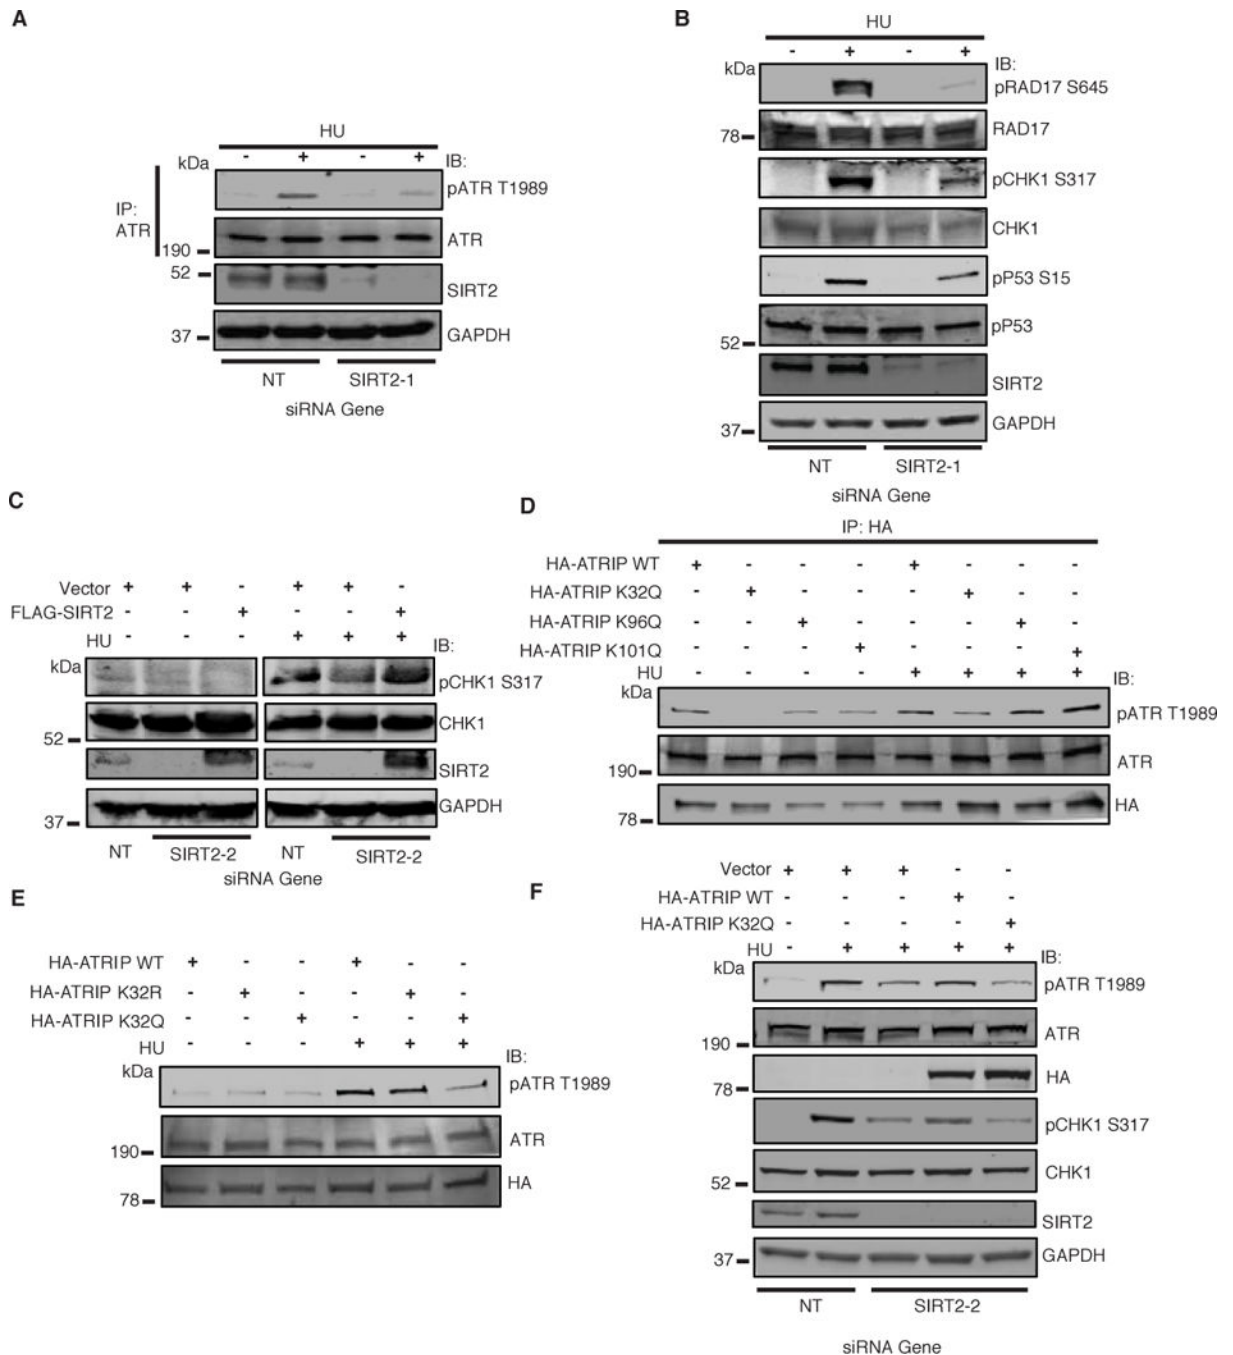 A
HU
kDa - + - + IB:
pATR T1989
IP:
ATR
ATR
190
52
SIRT2
37
GAPDH
NT SIRT2-1
siRNA Gene
B
HU
- + - +
kDa IB:
pRAD17 S645
RAD17
78
pCHK1 S317
CHK1
pP53 S15
pP53
52
SIRT2
GAPDH
37
NT SIRT2-1
siRNA Gene
C
Vector + + - + + -
FLAG-SIRT2 - - + - - +
HU - - - + + +
IB:
kDa
pCHK1 S317
CHK1
52
SIRT2
GAPDH
37
NT SIRT2-2 NT SIRT2-2
siRNA Gene
D
IP: HA
HA-ATRIP WT + - - - + - - -
HA-ATRIP K32Q - + - - - + - -
HA-ATRIP K96Q - - + - - - + -
HA-ATRIP K101Q - - - + - - - +
HU - - - - + + + +
kDa IB:
pATR T1989
ATR
190
HA
78
E
HA-ATRIP WT + - - + - -
HA-ATRIP K32R - + - - + -
HA-ATRIP K32Q - - + - - +
HU - - - + + +
IB:
kDa
pATR T1989
ATR
190
HA
78
F
Vector + + + - -
HA-ATRIP WT - - - + -
HA-ATRIP K32Q - - - - +
HU - + + + +
IB:
kDa
pATR T1989
ATR
190
HA
78
pCHK1 S317
CHK1
52
SIRT2
GAPDH
37
NT SIRT2-2
siRNA Gene